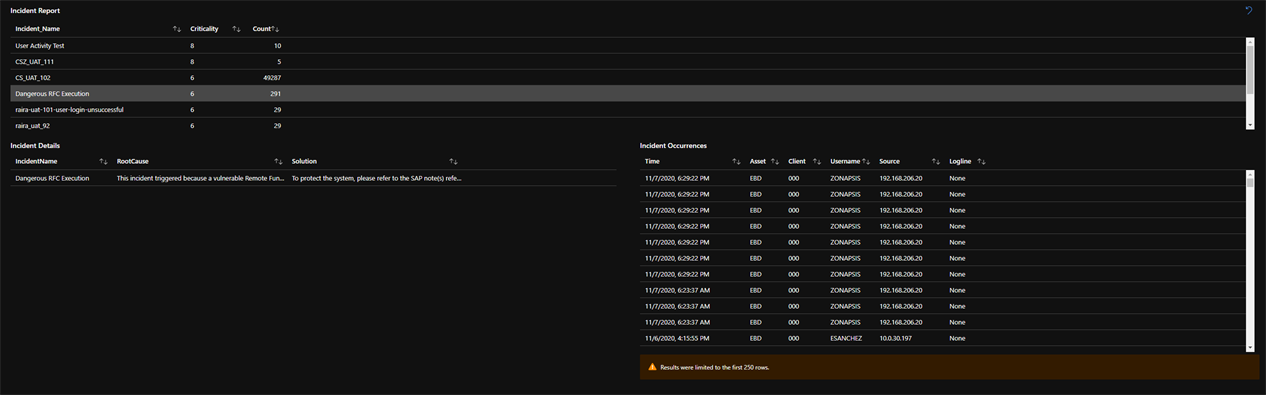 Incident Report
Incident_Name Criticality Count
User Activity Test 8 10
CSZ_UAT_111 8 5
CS_UAT_102 6 49287
Dangerous RFC Execution 6 291
raira-uat-101-user-login-unsuccessful 6 29
raira_uat_92 6 29
Incident Details
IncidentName RootCause Solution
Dangerous RFC Execution This incident triggered because a vulnerable Remote Fun... To protect the system, please refer to the SAP note(s) refe...
Incident Occurrences
Time Asset Client Username Source Logline
11/7/2020, 6:29:22 PM EBD 000 ZONAPSIS 192.168.206.20 None
11/7/2020, 6:29:22 PM EBD 000 ZONAPSIS 192.168.206.20 None
11/7/2020, 6:29:22 PM EBD 000 ZONAPSIS 192.168.206.20 None
11/7/2020, 6:29:22 PM EBD 000 ZONAPSIS 192.168.206.20 None
11/7/2020, 6:29:22 PM EBD 000 ZONAPSIS 192.168.206.20 None
11/7/2020, 6:29:22 PM EBD 000 ZONAPSIS 192.168.206.20 None
11/7/2020, 6:29:22 PM EBD 000 ZONAPSIS 192.168.206.20 None
11/7/2020, 6:23:37 AM EBD 000 ZONAPSIS 192.168.206.20 None
11/7/2020, 6:23:37 AM EBD 000 ZONAPSIS 192.168.206.20 None
11/7/2020, 6:23:37 AM EBD 000 ZONAPSIS 192.168.206.20 None
11/6/2020, 4:15:55 PM EBD 000 ESANCHEZ 10.0.30.197 None
Results were limited to the first 250 rows.